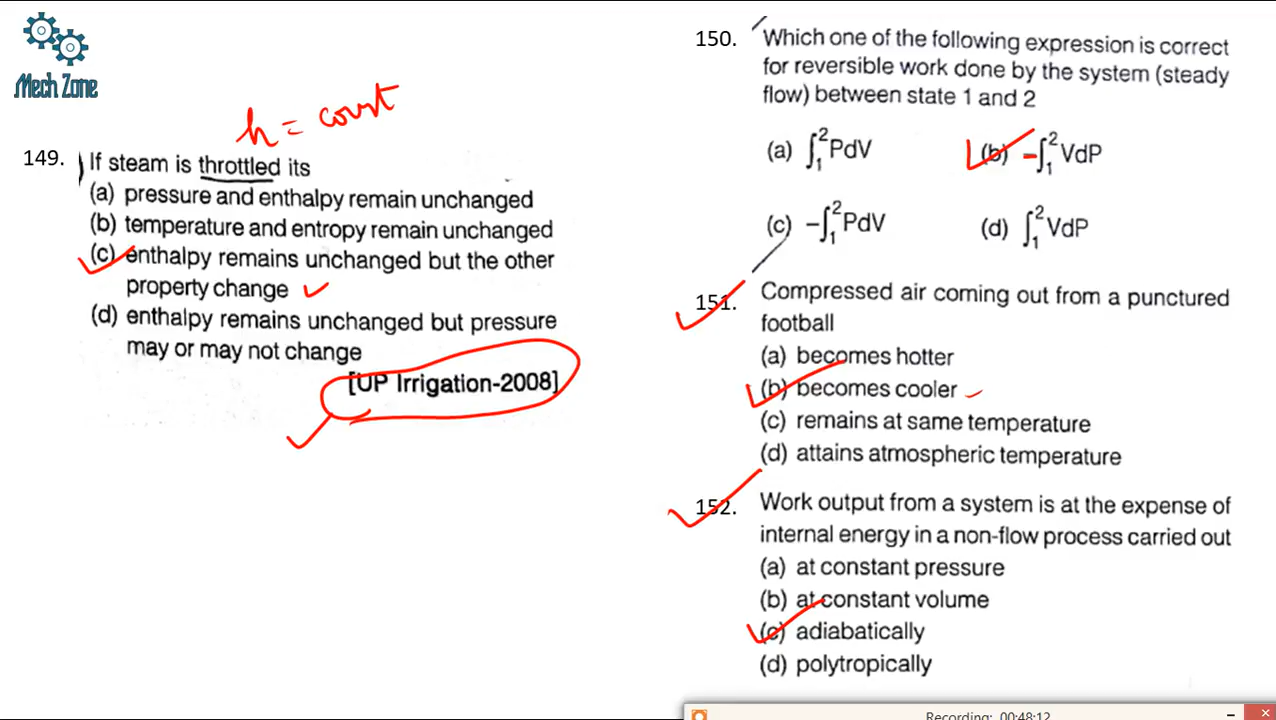 Mech Zone
h = const
149. If steam is throttled its
(a) pressure and enthalpy remain unchanged
(b) temperature and entropy remain unchanged
(c) enthalpy remains unchanged but the other
property change
(d) enthalpy remains unchanged but pressure
may or may not change
[UP Irrigation-2008]
150. Which one of the following expression is correct
for reversible work done by the system (steady
flow) between state 1 and 2
(a) ∫₁² PdV (b) -∫₁² VdP
(c) -∫₁² PdV (d) ∫₁² VdP
151. Compressed air coming out from a punctured
football
(a) becomes hotter
(b) becomes cooler
(c) remains at same temperature
(d) attains atmospheric temperature
152. Work output from a system is at the expense of
internal energy in a non-flow process carried out
(a) at constant pressure
(b) at constant volume
(c) adiabatically
(d) polytropically
Recording: 00:48:12